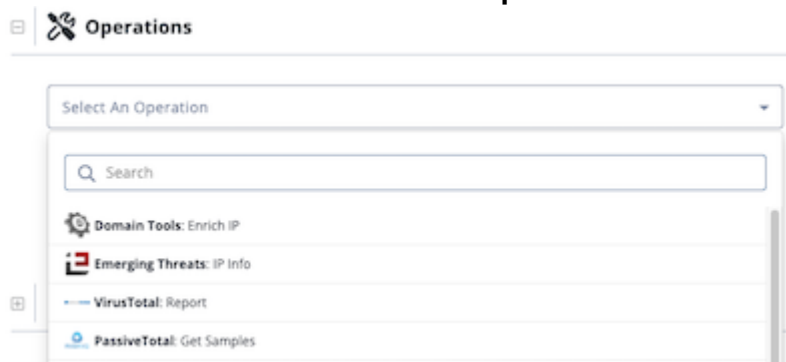 Operations
Select An Operation
Search
Domain Tools: Enrich IP
Emerging Threats: IP Info
VirusTotal: Report
PassiveTotal: Get Samples